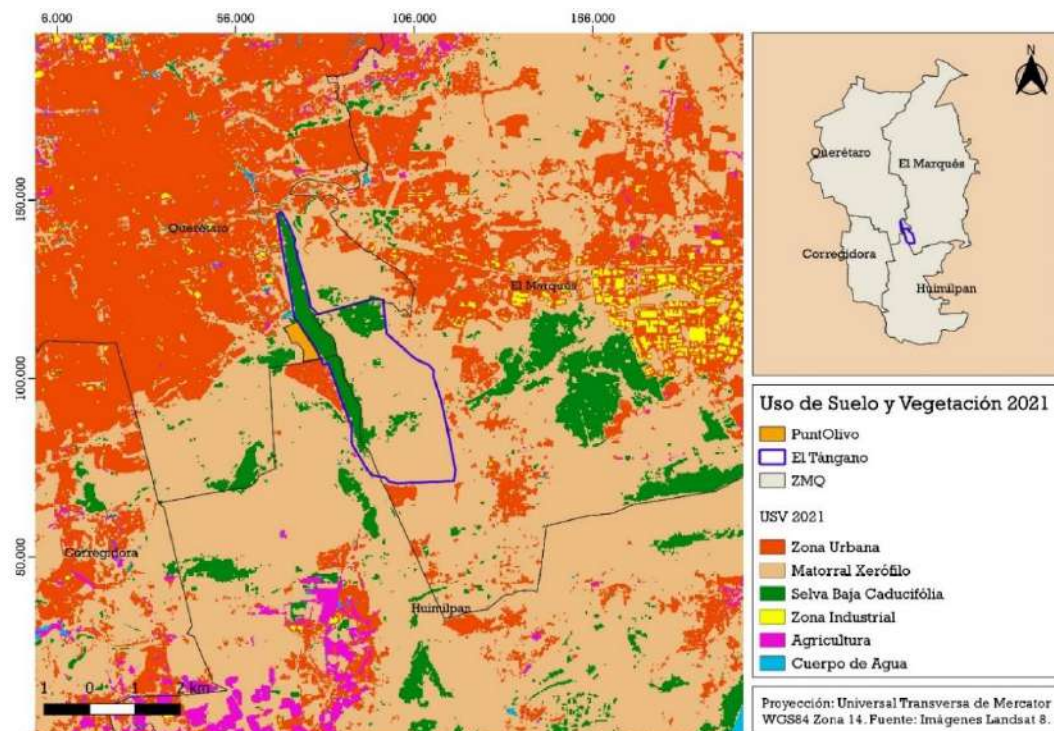 6.000 56.000 106.000 156.000
150.000
100.000
50.000
Querétaro
El Marqués
Corregidora
Huimilpan
1 0 1 2 km
N
Querétaro
El Marqués
Corregidora
Huimilpan
Uso de Suelo y Vegetación 2021
PuntOlivo
El Tángano
ZMQ
USV 2021
Zona Urbana
Matorral Xerófilo
Selva Baja Caducifólia
Zona Industrial
Agricultura
Cuerpo de Agua
Proyección: Universal Transversa de Mercator
WGS84 Zona 14. Fuente: Imágenes Landsat 8.